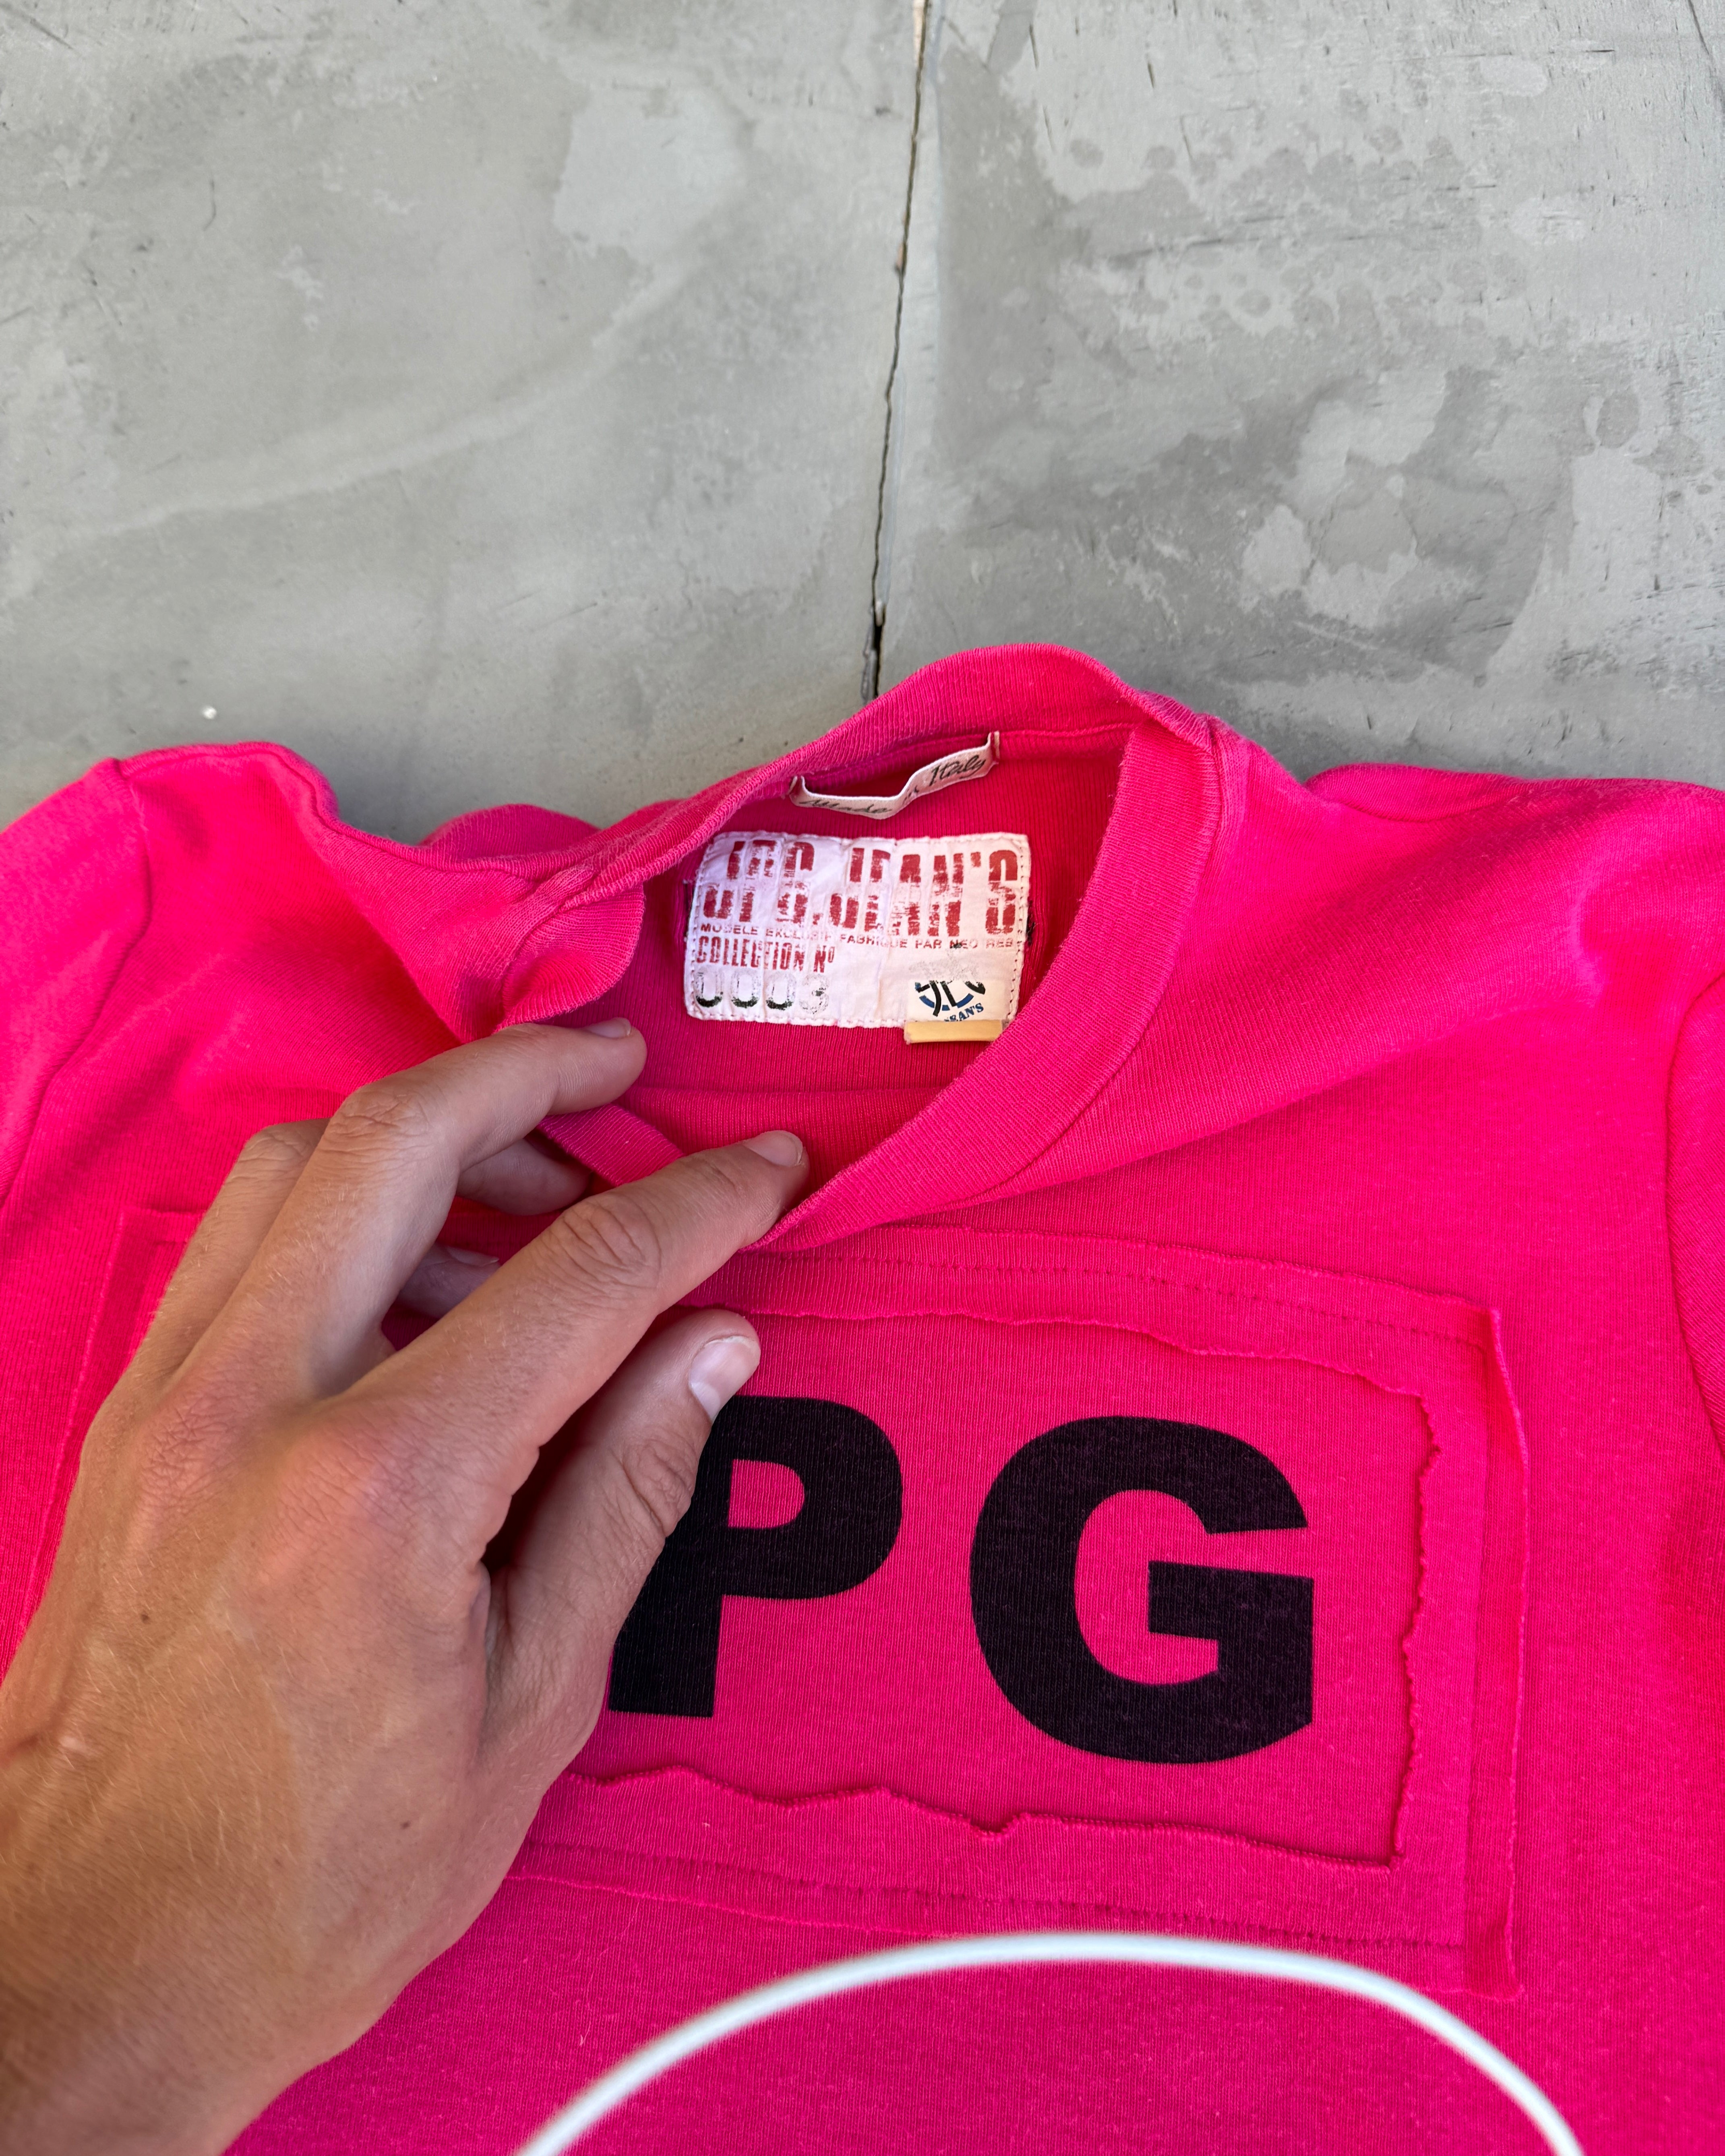 Made in Italy
JPG.JEAN'S
MODELE EXCLUSIF FABRIQUE PAR NEO RES
COLLECTION Nº
0003
PG